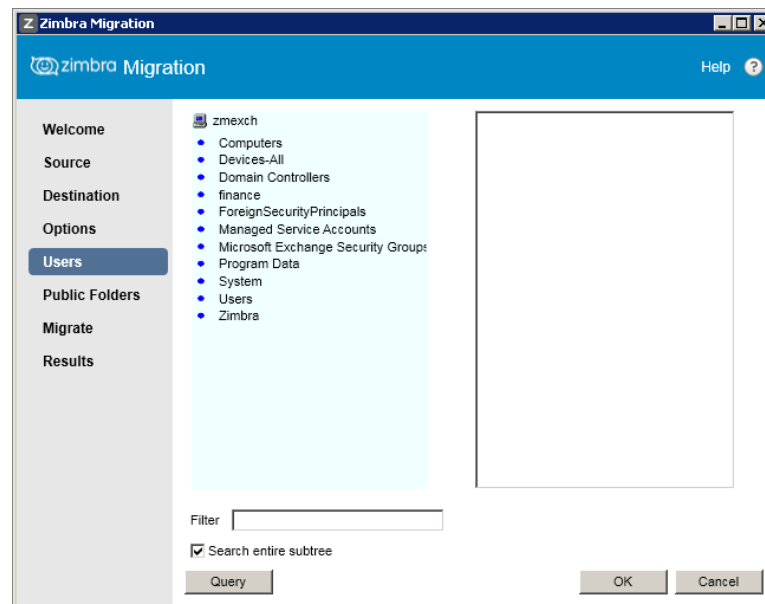 Zimbra Migration
zimbra Migration
Help ?
Welcome
Source
Destination
Options
Users
Public Folders
Migrate
Results
zmexch
Computers
Devices-All
Domain Controllers
finance
ForeignSecurityPrincipals
Managed Service Accounts
Microsoft Exchange Security Groups
Program Data
System
Users
Zimbra
Filter
Search entire subtree
Query
OK
Cancel